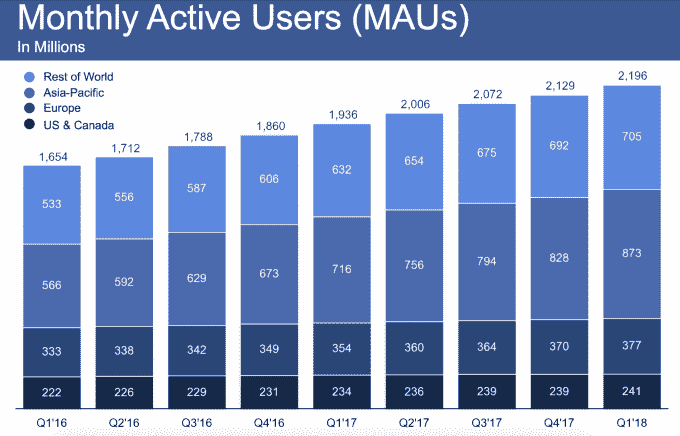 Monthly Active Users (MAUs)
In Millions
Rest of World
Asia-Pacific
Europe
US & Canada
1,654 1,712 1,788 1,860 1,936 2,006 2,072 2,129 2,196
533 556 587 606 632 654 675 692 705
566 592 629 673 716 756 794 828 873
333 338 342 349 354 360 364 370 377
222 226 229 231 234 236 239 239 241
Q1'16 Q2'16 Q3'16 Q4'16 Q1'17 Q2'17 Q3'17 Q4'17 Q1'18